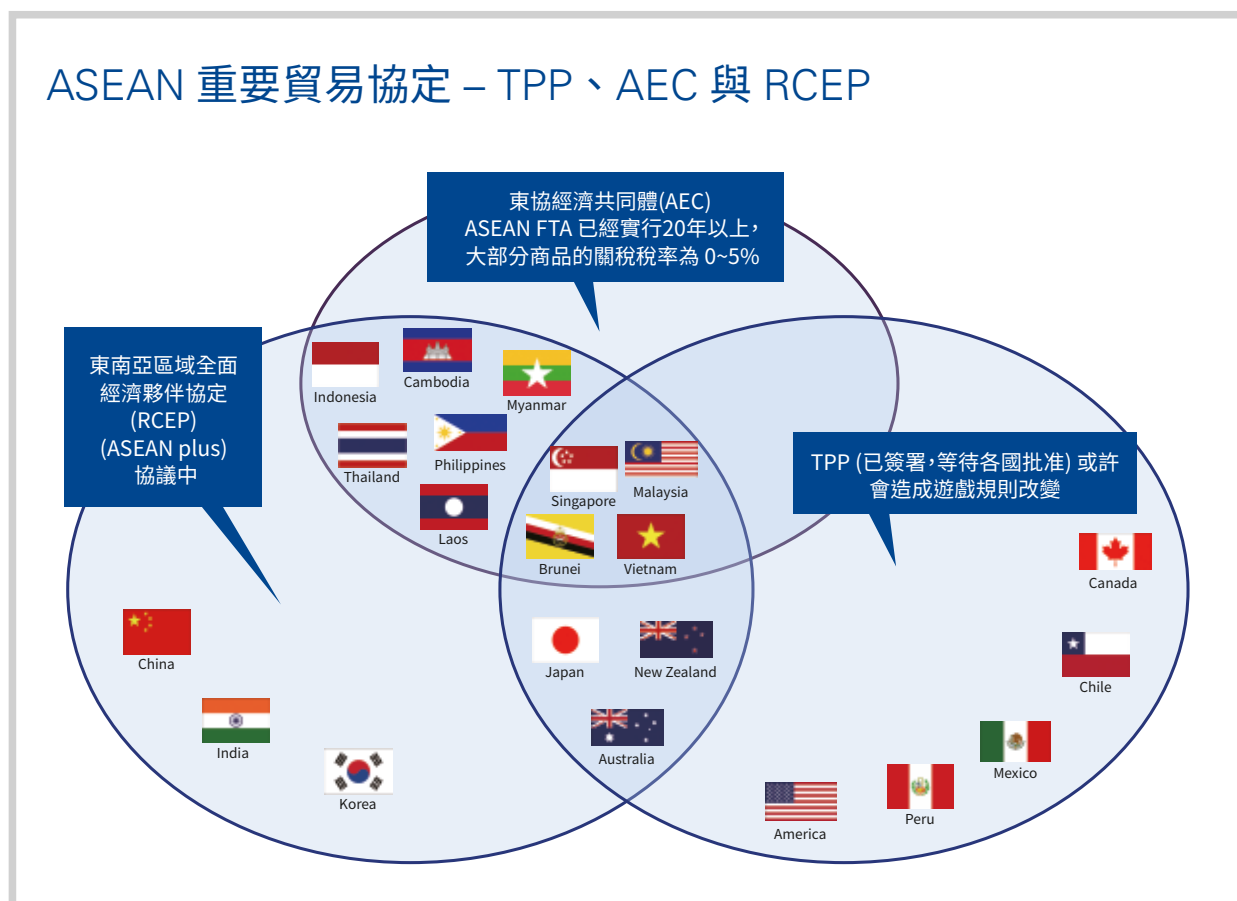 ASEAN 重要貿易協定 – TPP、AEC 與 RCEP
東協經濟共同體(AEC)
ASEAN FTA 已經實行20年以上，
大部分商品的關稅稅率為 0~5%
東南亞區域全面
經濟夥伴協定
(RCEP)
(ASEAN plus)
協議中
Indonesia
Cambodia
Myanmar
Thailand
Philippines
Laos
Singapore
Malaysia
Brunei
Vietnam
TPP (已簽署，等待各國批准) 或許
會造成遊戲規則改變
Canada
China
Japan
New Zealand
Chile
India
Australia
Korea
Mexico
Peru
America